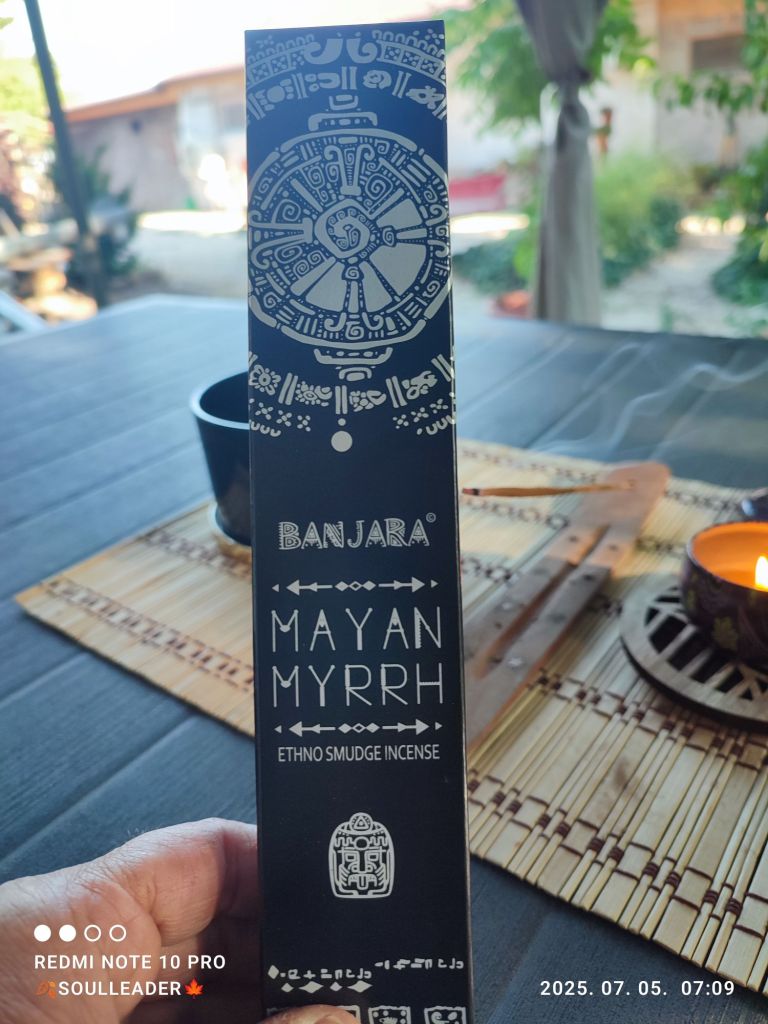 BANJARA©
MAYAN
MYRRH
ETHNO SMUDGE INCENSE
REDMI NOTE 10 PRO
🍂SOULLEADER🍁
2025. 07. 05. 07:09